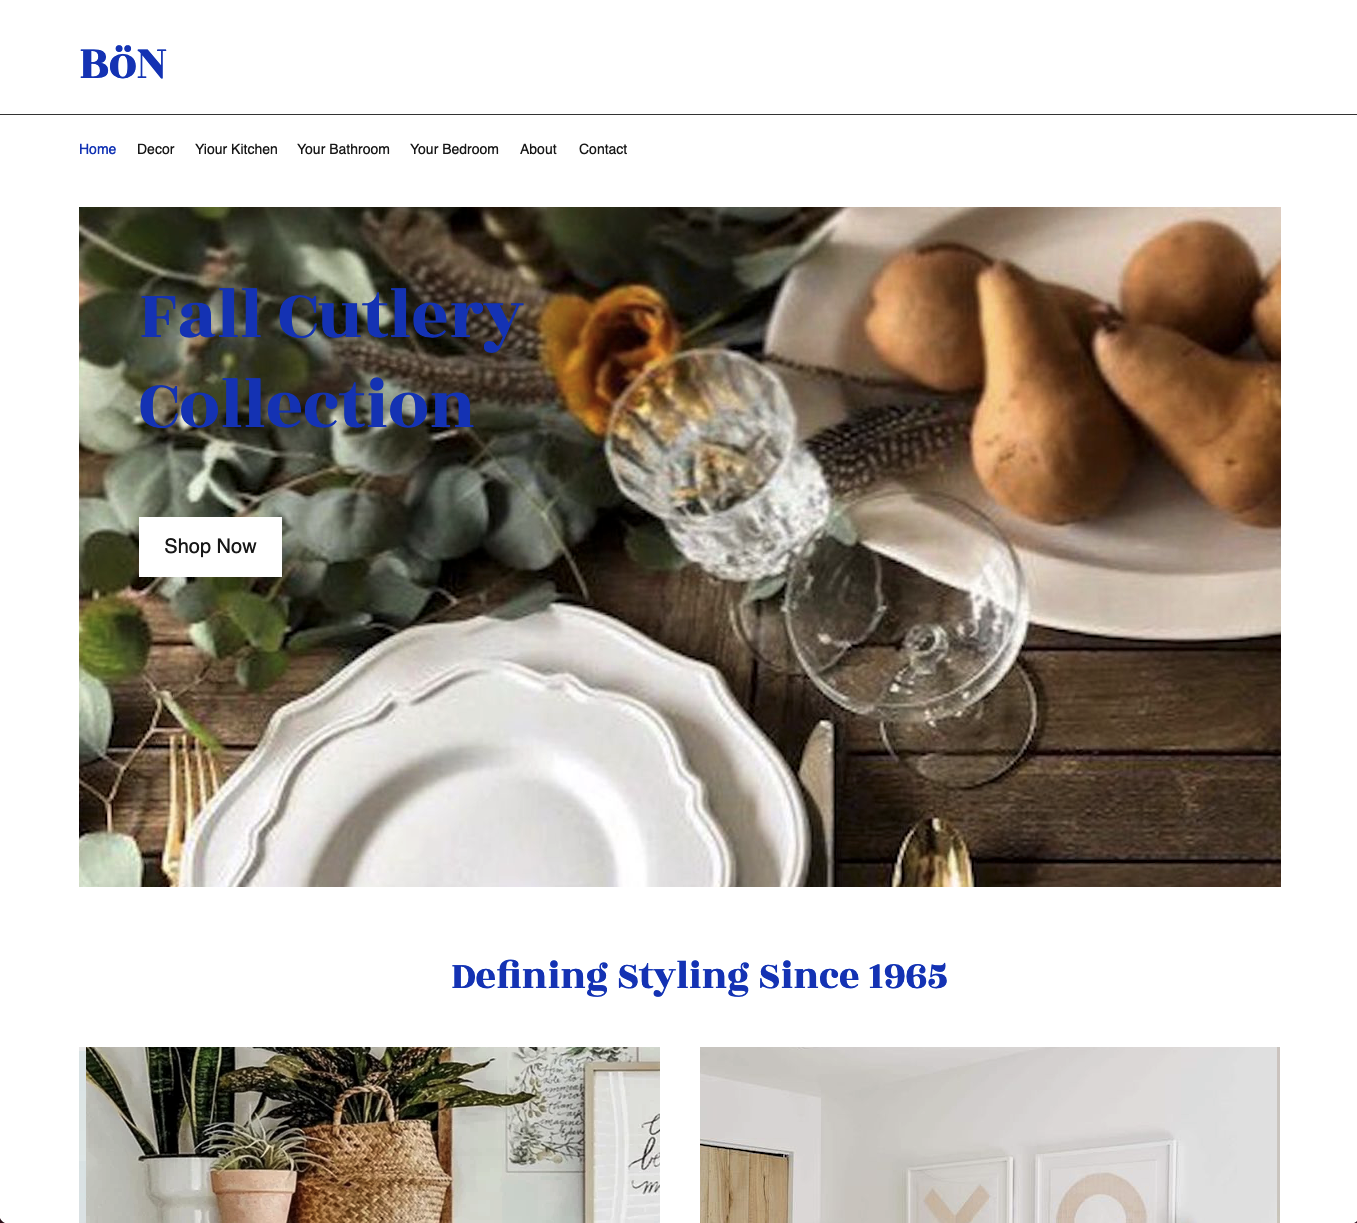 BöN
Home Decor Yiour Kitchen Your Bathroom Your Bedroom About Contact
Fall Cutlery
Collection
Shop Now
Defining Styling Since 1965